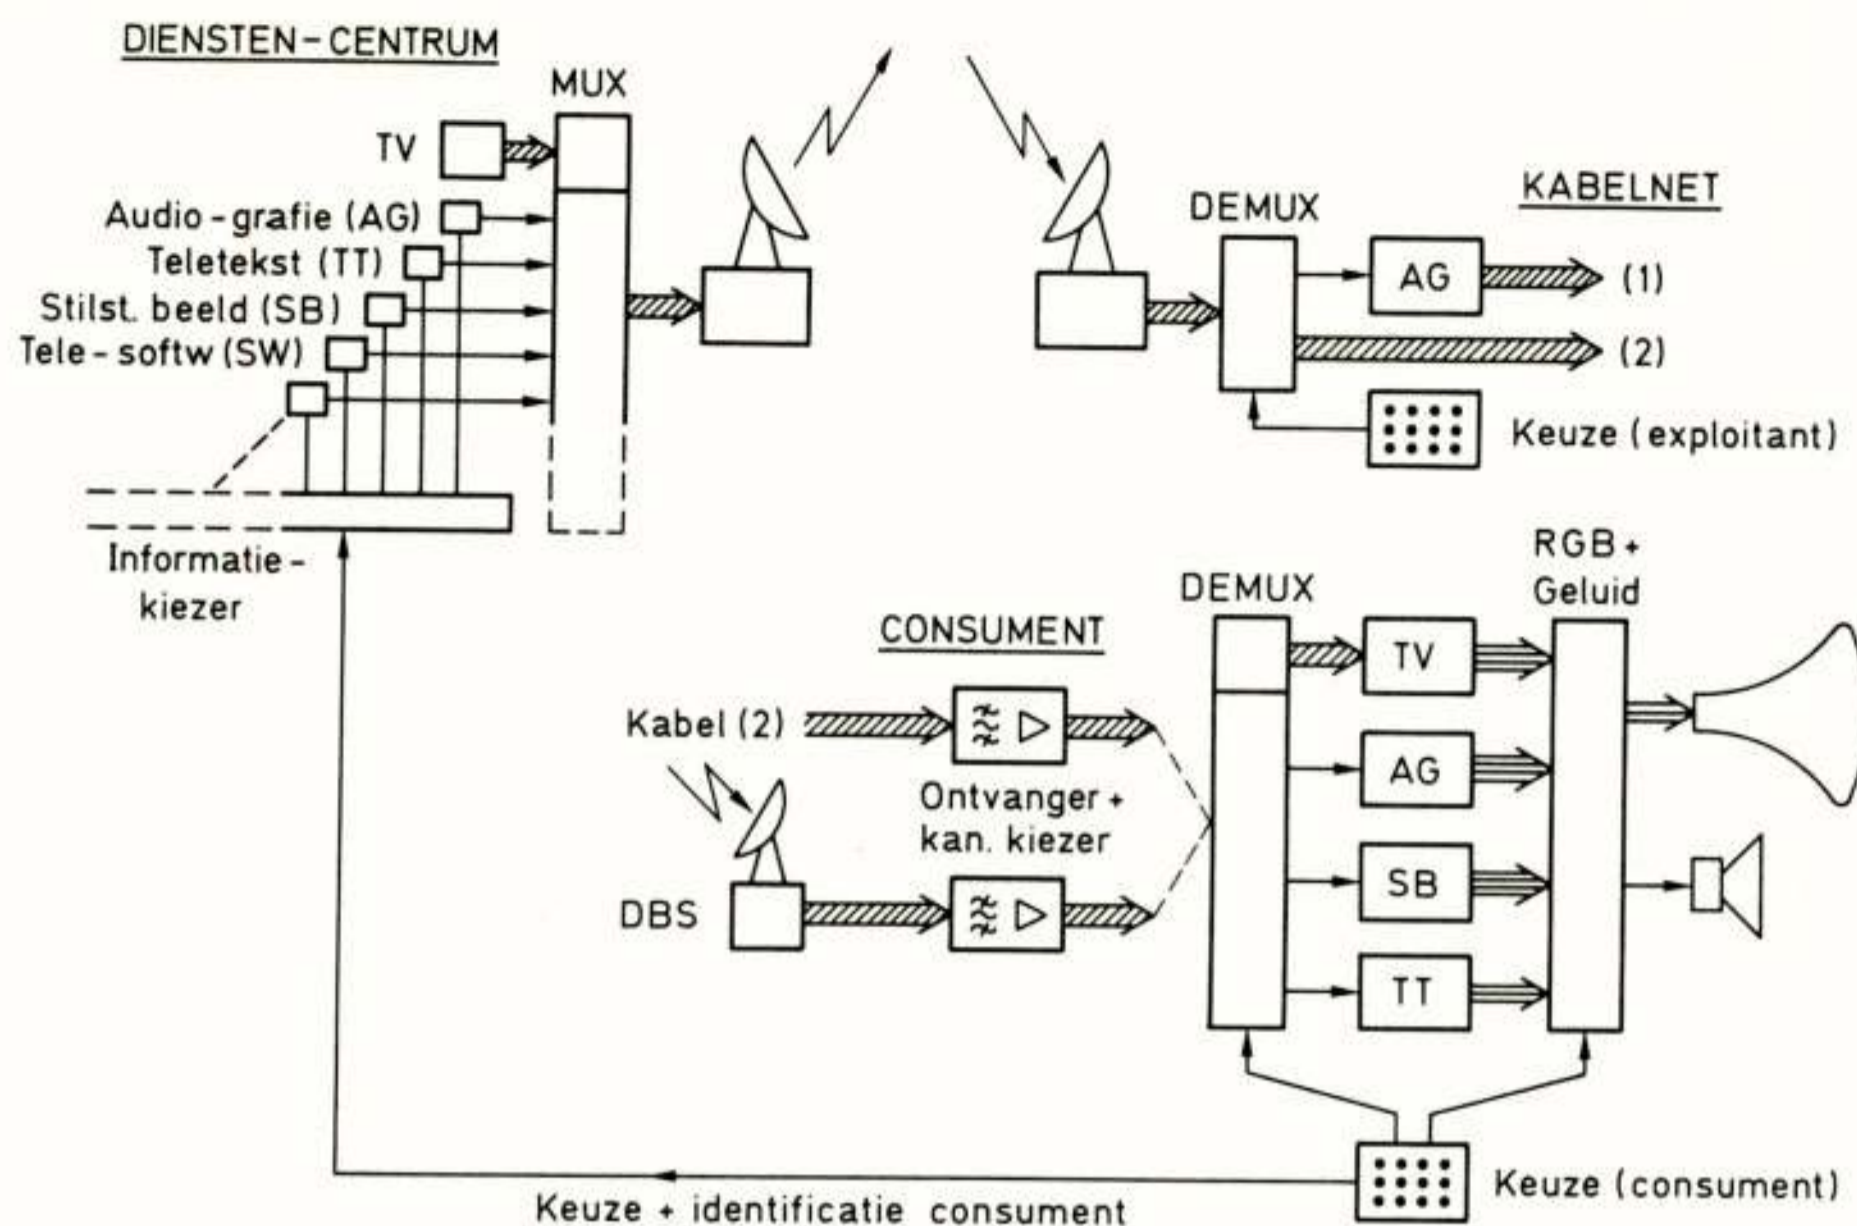 DIENSTEN-CENTRUM
MUX
TV
Audio-grafie (AG)
Teletekst (TT)
Stilst. beeld (SB)
Tele-softw (SW)
Informatie-
kiezer
KABELNET
DEMUX
AG
(1)
(2)
Keuze (exploitant)
CONSUMENT
DEMUX
RGB +
Geluid
Kabel (2)
Ontvanger +
kan. kiezer
DBS
TV
AG
SB
TT
Keuze (consument)
Keuze + identificatie consument